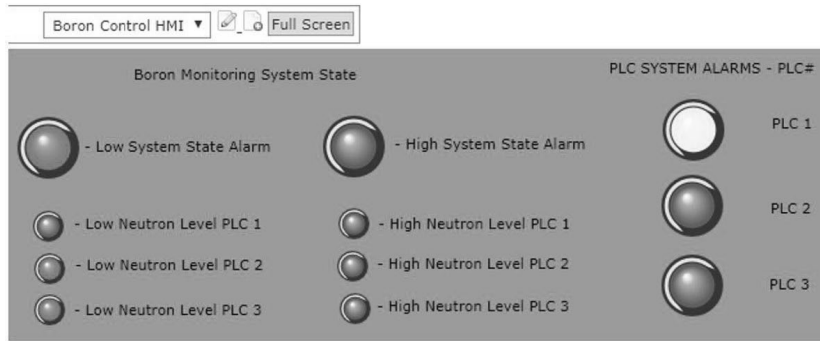 Boron Control HMI Full Screen
Boron Monitoring System State
PLC SYSTEM ALARMS - PLC#
- Low System State Alarm
- High System State Alarm
PLC 1
- Low Neutron Level PLC 1
- High Neutron Level PLC 1
PLC 2
- Low Neutron Level PLC 2
- High Neutron Level PLC 2
- Low Neutron Level PLC 3
- High Neutron Level PLC 3
PLC 3